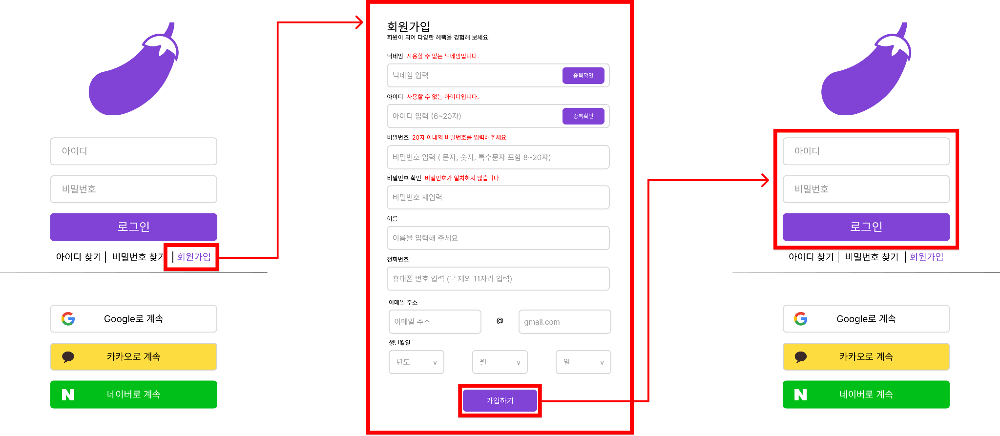 아이디
비밀번호
로그인
아이디 찾기 | 비밀번호 찾기 | 회원가입
Google로 계속
카카오로 계속
네이버로 계속
회원가입
회원이 되어 다양한 혜택을 경험해 보세요!
닉네임 사용할 수 없는 닉네임입니다.
닉네임 입력 중복확인
아이디 사용할 수 없는 아이디입니다.
아이디 입력 (6~20자) 중복확인
비밀번호 20자 이내의 비밀번호를 입력해주세요
비밀번호 입력 ( 문자, 숫자, 특수문자 포함 8~20자)
비밀번호 확인 비밀번호가 일치하지 않습니다
비밀번호 재입력
이름
이름을 입력해 주세요
전화번호
휴태폰 번호 입력 (‘-’ 제외 11자리 입력)
이메일 주소
이메일 주소 @ gmail.com
생년월일
년도 v 월 v 일 v
가입하기
아이디
비밀번호
로그인
아이디 찾기 | 비밀번호 찾기 | 회원가입
Google로 계속
카카오로 계속
네이버로 계속